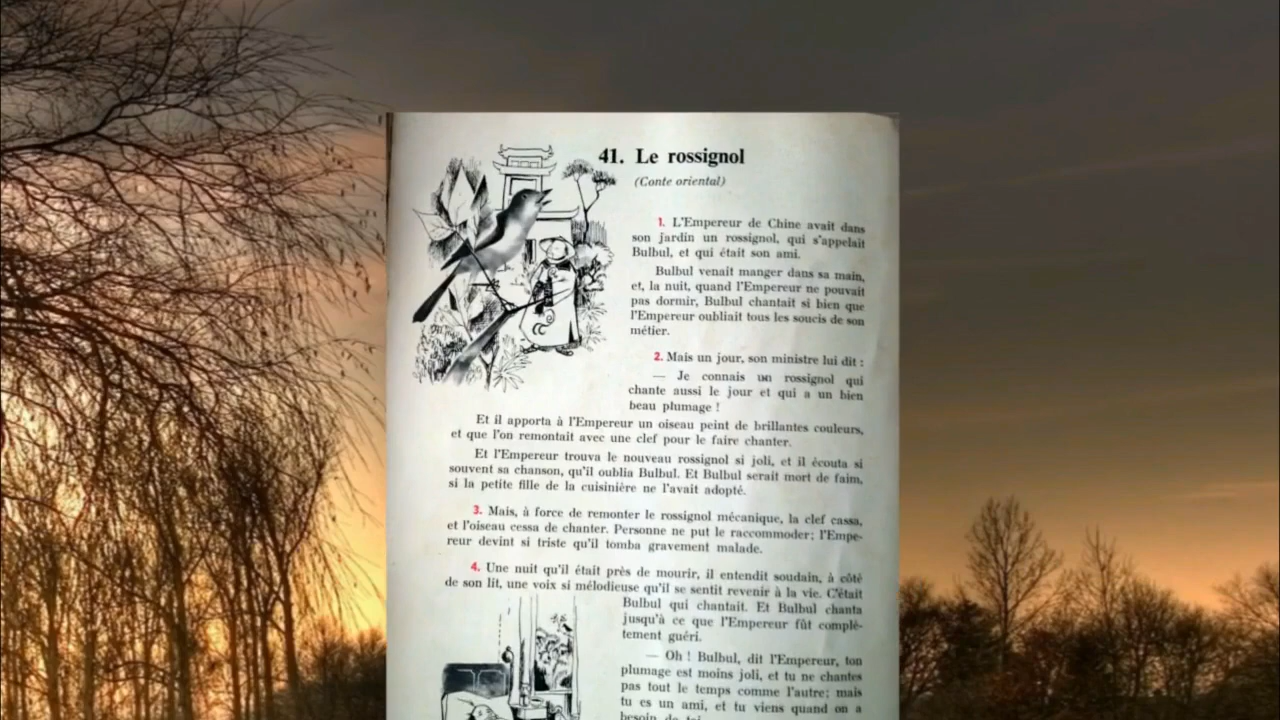 41. Le rossignol
(Conte oriental)
1. L'Empereur de Chine avait dans
son jardin un rossignol, qui s'appelait
Bulbul, et qui était son ami.
Bulbul venait manger dans sa main,
et, la nuit, quand l'Empereur ne pouvait
pas dormir, Bulbul chantait si bien que
l'Empereur oubliait tous les soucis de son
métier.
2. Mais un jour, son ministre lui dit :
— Je connais un rossignol qui
chante aussi le jour et qui a un bien
beau plumage !
Et il apporta à l'Empereur un oiseau peint de brillantes couleurs,
et que l'on remontait avec une clef pour le faire chanter.
Et l'Empereur trouva le nouveau rossignol si joli, et il écouta si
souvent sa chanson, qu'il oublia Bulbul. Et Bulbul serait mort de faim,
si la petite fille de la cuisinière ne l'avait adopté.
3. Mais, à force de remonter le rossignol mécanique, la clef cassa,
et l'oiseau cessa de chanter. Personne ne put le raccommoder; l'Empe-
reur devint si triste qu'il tomba gravement malade.
4. Une nuit qu'il était près de mourir, il entendit soudain, à côté
de son lit, une voix si mélodieuse qu'il se sentit revenir à la vie. C'était
Bulbul qui chantait. Et Bulbul chanta
jusqu'à ce que l'Empereur fût complè-
tement guéri.
— Oh ! Bulbul, dit l'Empereur, ton
plumage est moins joli, et tu ne chantes
pas tout le temps comme l'autre; mais
tu es un ami, et tu viens quand on a
besoin de toi